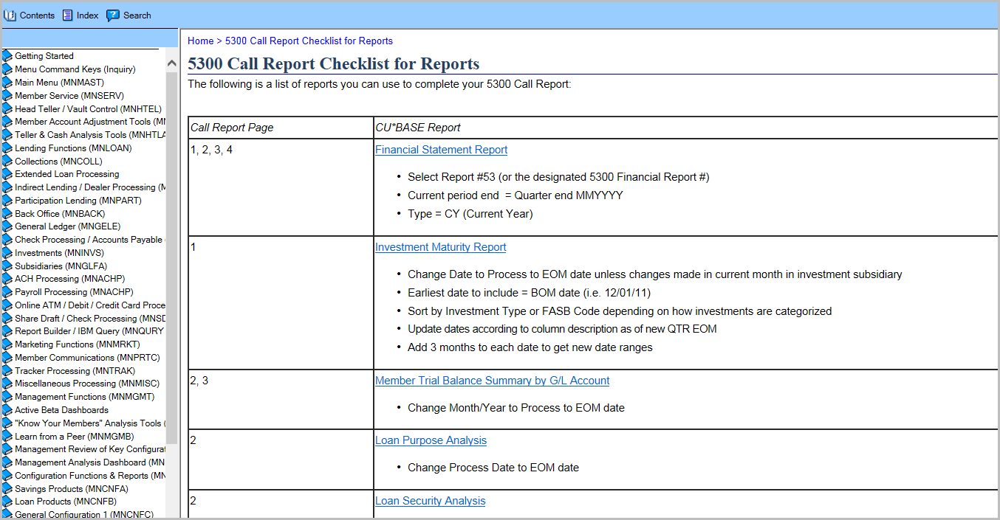 Contents Index Search
Getting Started
Menu Command Keys (Inquiry)
Main Menu (MNMAST)
Member Service (MNSERV)
Head Teller / Vault Control (MNHTEL)
Member Account Adjustment Tools (MN
Teller & Cash Analysis Tools (MNHTLA
Lending Functions (MNLOAN)
Collections (MNCOLL)
Extended Loan Processing
Indirect Lending / Dealer Processing (M
Participation Lending (MNPART)
Back Office (MNBACK)
General Ledger (MNGELE)
Check Processing / Accounts Payable
Investments (MNINVS)
Subsidiaries (MNGLFA)
ACH Processing (MNACHP)
Payroll Processing (MNACHP)
Online ATM / Debit / Credit Card Proce
Share Draft / Check Processing (MNSD
Report Builder / IBM Query (MNQURY
Marketing Functions (MNMRKT)
Member Communications (MNPRTC)
Tracker Processing (MNTRAK)
Miscellaneous Processing (MNMISC)
Management Functions (MNMGMT)
Active Beta Dashboards
"Know Your Members" Analysis Tools (
Learn from a Peer (MNMGMB)
Management Review of Key Configurat
Management Analysis Dashboard (MN
Configuration Functions & Reports (MN
Savings Products (MNCNFA)
Loan Products (MNCNFB)
General Configuration 1 (MNCNFC)
Home > 5300 Call Report Checklist for Reports
5300 Call Report Checklist for Reports
The following is a list of reports you can use to complete your 5300 Call Report:
Call Report Page CU*BASE Report
1, 2, 3, 4 Financial Statement Report
• Select Report #53 (or the designated 5300 Financial Report #)
• Current period end = Quarter end MMYYYY
• Type = CY (Current Year)
1 Investment Maturity Report
• Change Date to Process to EOM date unless changes made in current month in investment subsidiary
• Earliest date to include = BOM date (i.e. 12/01/11)
• Sort by Investment Type or FASB Code depending on how investments are categorized
• Update dates according to column description as of new QTR EOM
• Add 3 months to each date to get new date ranges
2, 3 Member Trial Balance Summary by G/L Account
• Change Month/Year to Process to EOM date
2 Loan Purpose Analysis
• Change Process Date to EOM date
2 Loan Security Analysis